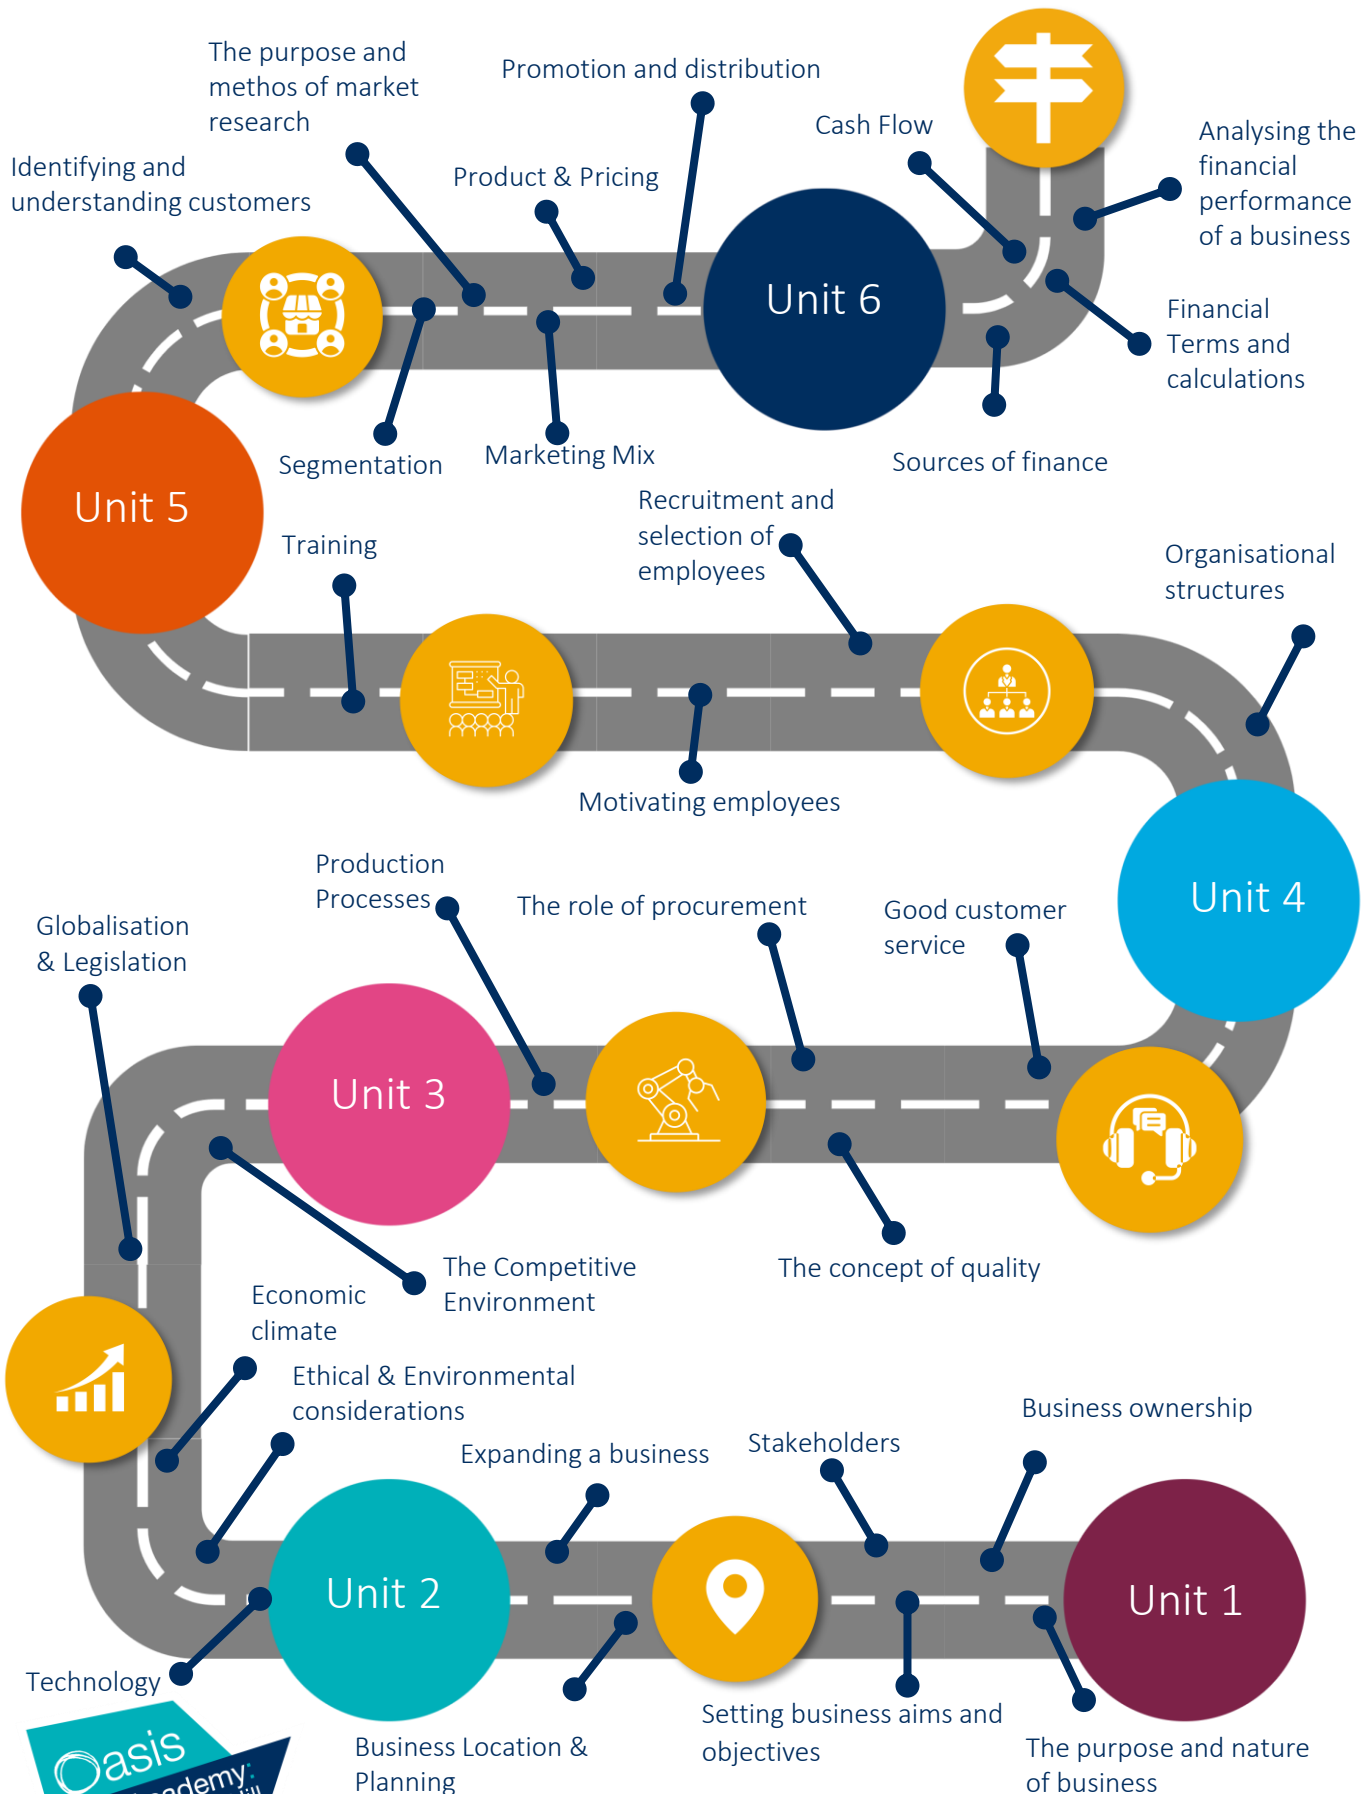 The purpose and
methos of market
research
Promotion and distribution
Cash Flow
Analysing the
financial
performance
of a business
Identifying and
understanding customers
Product & Pricing
Unit 6
Financial
Terms and
calculations
Segmentation
Marketing Mix
Sources of finance
Unit 5
Training
Recruitment and
selection of
employees
Organisational
structures
Motivating employees
Unit 4
Production
Processes
The role of procurement
Good customer
service
Globalisation
& Legislation
Unit 3
The Competitive
Environment
The concept of quality
Economic
climate
Ethical & Environmental
considerations
Expanding a business
Stakeholders
Business ownership
Unit 2
Unit 1
Technology
Business Location &
Planning
Setting business aims and
objectives
The purpose and nature
of business
Oasis